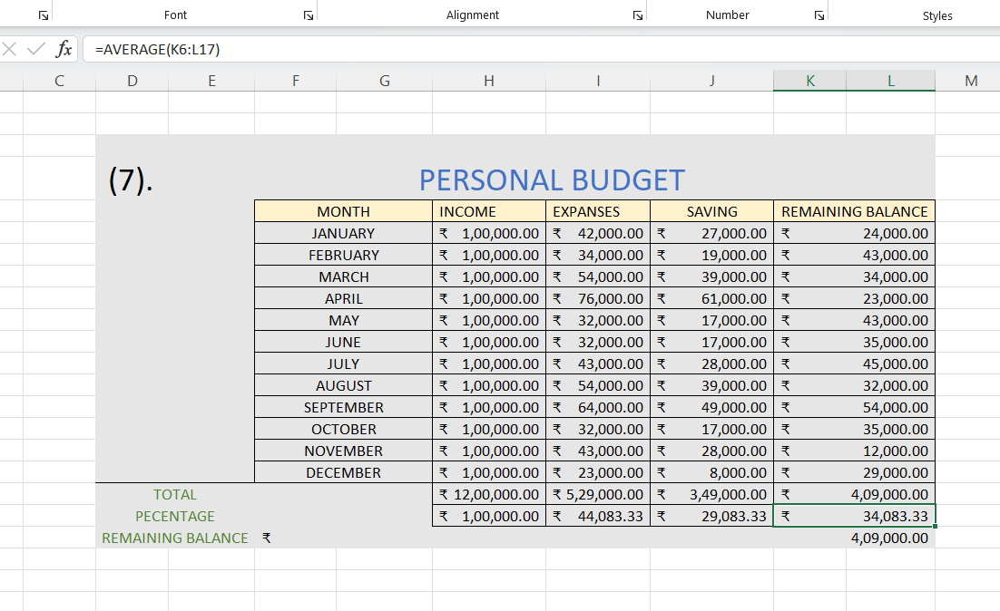 Font Alignment Number Styles
fx =AVERAGE(K6:L17)
C D E F G H I J K L M
(7). PERSONAL BUDGET
MONTH INCOME EXPANSES SAVING REMAINING BALANCE
JANUARY ₹ 1,00,000.00 ₹ 42,000.00 ₹ 27,000.00 ₹ 24,000.00
FEBRUARY ₹ 1,00,000.00 ₹ 34,000.00 ₹ 19,000.00 ₹ 43,000.00
MARCH ₹ 1,00,000.00 ₹ 54,000.00 ₹ 39,000.00 ₹ 34,000.00
APRIL ₹ 1,00,000.00 ₹ 76,000.00 ₹ 61,000.00 ₹ 23,000.00
MAY ₹ 1,00,000.00 ₹ 32,000.00 ₹ 17,000.00 ₹ 43,000.00
JUNE ₹ 1,00,000.00 ₹ 32,000.00 ₹ 17,000.00 ₹ 35,000.00
JULY ₹ 1,00,000.00 ₹ 43,000.00 ₹ 28,000.00 ₹ 45,000.00
AUGUST ₹ 1,00,000.00 ₹ 54,000.00 ₹ 39,000.00 ₹ 32,000.00
SEPTEMBER ₹ 1,00,000.00 ₹ 64,000.00 ₹ 49,000.00 ₹ 54,000.00
OCTOBER ₹ 1,00,000.00 ₹ 32,000.00 ₹ 17,000.00 ₹ 35,000.00
NOVEMBER ₹ 1,00,000.00 ₹ 43,000.00 ₹ 28,000.00 ₹ 12,000.00
DECEMBER ₹ 1,00,000.00 ₹ 23,000.00 ₹ 8,000.00 ₹ 29,000.00
TOTAL ₹ 12,00,000.00 ₹ 5,29,000.00 ₹ 3,49,000.00 ₹ 4,09,000.00
PECENTAGE ₹ 1,00,000.00 ₹ 44,083.33 ₹ 29,083.33 ₹ 34,083.33
REMAINING BALANCE ₹ 4,09,000.00